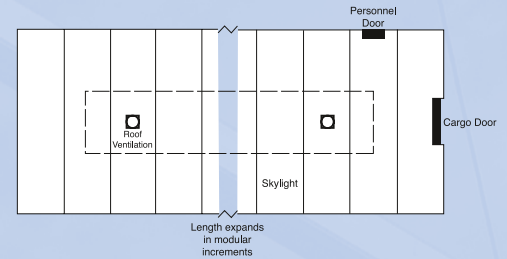 Personnel
Door
Cargo Door
Roof
Ventilation
Skylight
Length expands
in modular
increments